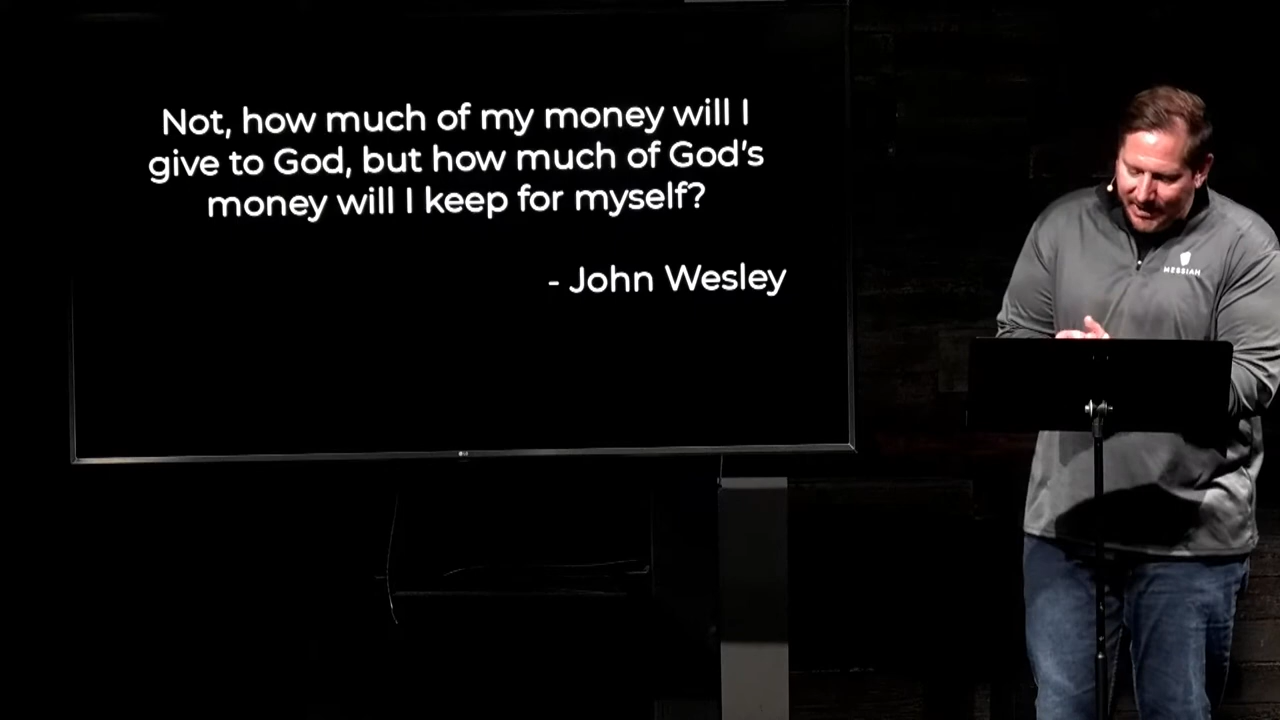 Not, how much of my money will I
give to God, but how much of God's
money will I keep for myself?
- John Wesley
MESSIAH
LG